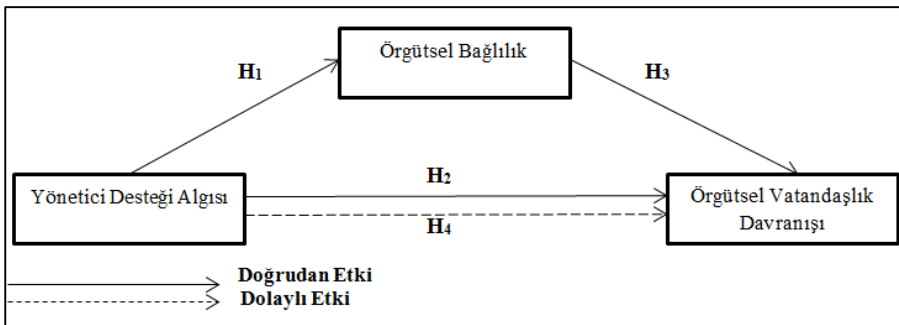 Örgütsel Bağlılık
H1
H3
Yönetici Desteği Algısı
H2
H4
Örgütsel Vatandaşlık
Davranışı
Doğrudan Etki
Dolaylı Etki